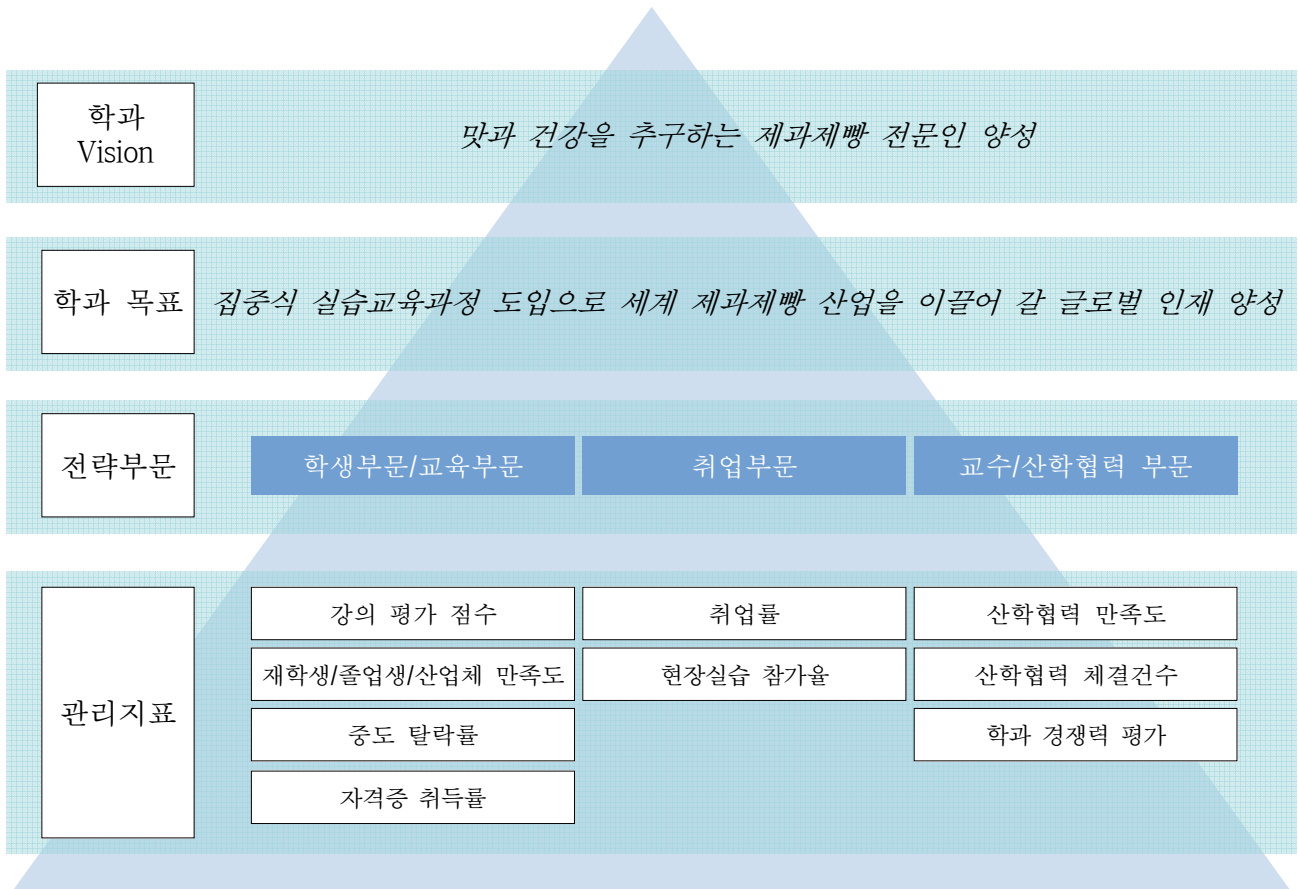 학과
Vision
맛과 건강을 추구하는 제과제빵 전문인 양성
학과 목표
집중식 실습교육과정 도입으로 세계 제과제빵 산업을 이끌어 갈 글로벌 인재 양성
전략부문
학생부문/교육부문
취업부문
교수/산학협력 부문
관리지표
강의 평가 점수
취업률
산학협력 만족도
재학생/졸업생/산업체 만족도
현장실습 참가율
산학협력 체결건수
중도 탈락률
학과 경쟁력 평가
자격증 취득률